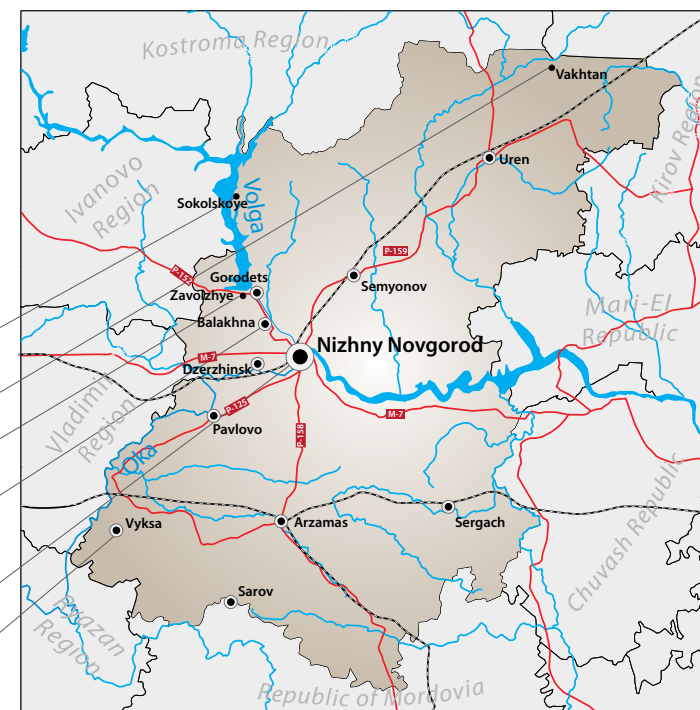 Kostroma Region
Vakhtan
Kirov Region
Uren
Ivanovo
Region
Sokolskoye
Volga
P-159
P-152
Gorodets
Semyonov
Zavolzhye
Mari-El
Republic
Balakhna
Nizhny Novgorod
M-7
Dzerzhinsk
Vladimir
Region
P-125
M-7
Pavlovo
P-158
Oka
Chuvash Republic
Vyksa
Arzamas
Sergach
Sarov
Ryazan
Region
Republic of Mordovia